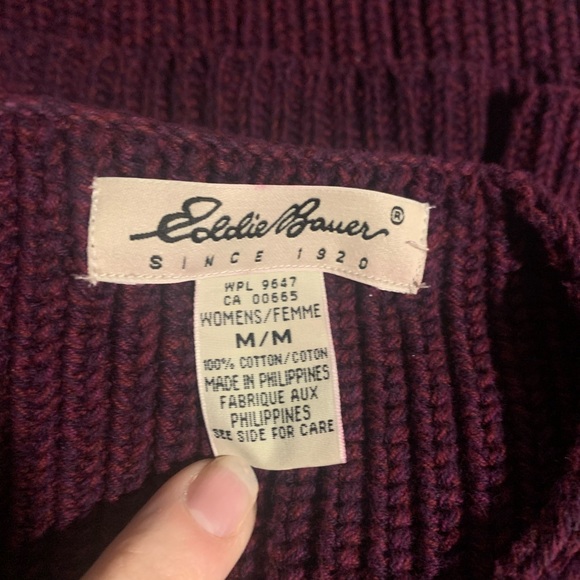 Eddie Bauer ®
SINCE 1920
WPL 9647
CA 00665
WOMENS/FEMME
M/M
100% COTTON/COTON
MADE IN PHILIPPINES
FABRIQUE AUX
PHILIPPINES
SEE SIDE FOR CARE